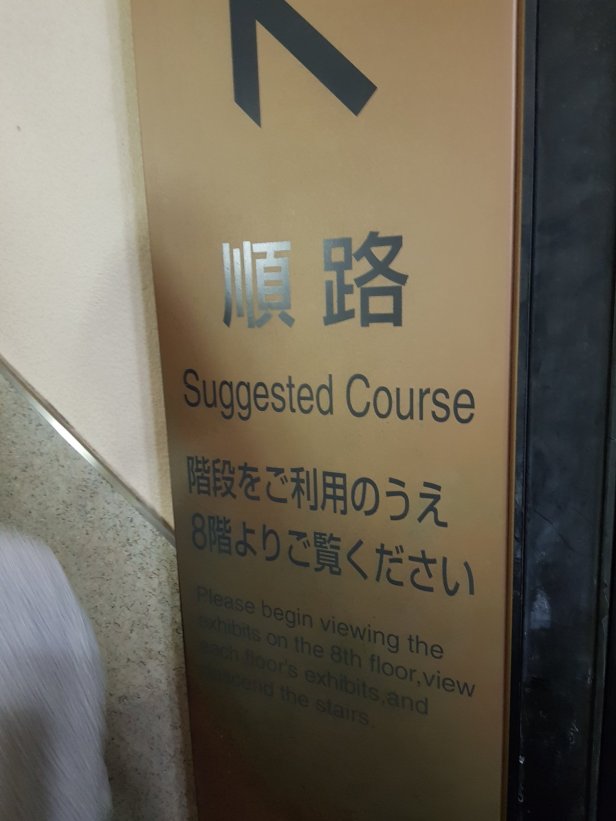 順路
Suggested Course
階段をご利用のうえ
8階よりご覧ください
Please begin viewing the
exhibits on the 8th floor,view
each floor's exhibits,and
descend the stairs.